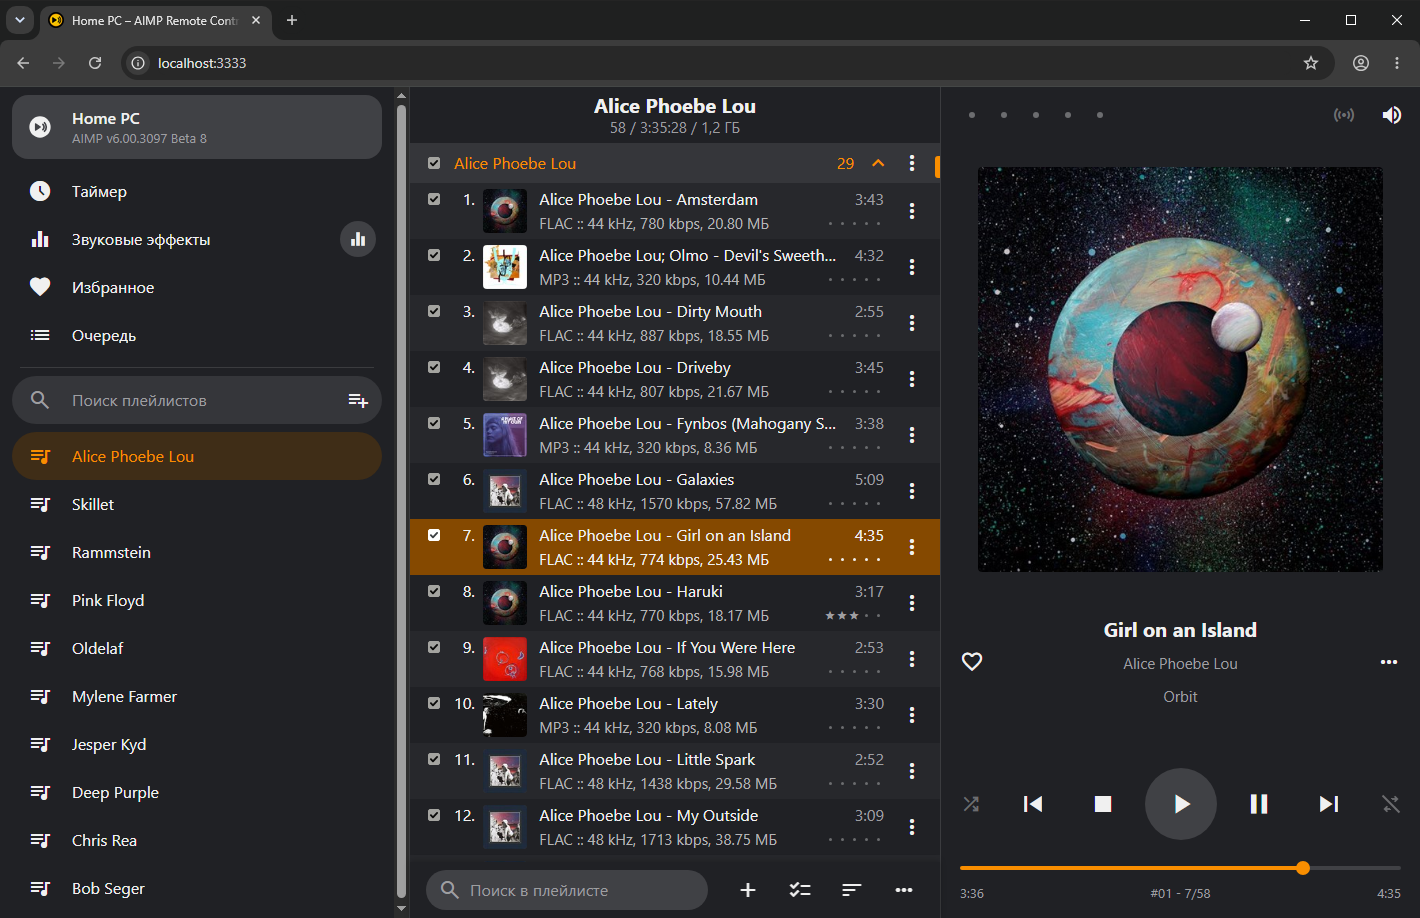 Home PC – AIMP Remote Contr
localhost:3333
Home PC
AIMP v6.00.3097 Beta 8
Таймер
Звуковые эффекты
Избранное
Очередь
Поиск плейлистов
Alice Phoebe Lou
Skillet
Rammstein
Pink Floyd
Oldelaf
Mylene Farmer
Jesper Kyd
Deep Purple
Chris Rea
Bob Seger
Alice Phoebe Lou
58 / 3:35:28 / 1,2 ГБ
Alice Phoebe Lou 29
1. Alice Phoebe Lou - Amsterdam 3:43
FLAC :: 44 kHz, 780 kbps, 20.80 МБ
2. Alice Phoebe Lou; Olmo - Devil's Sweeth... 4:32
MP3 :: 44 kHz, 320 kbps, 10.44 МБ
3. Alice Phoebe Lou - Dirty Mouth 2:55
FLAC :: 44 kHz, 887 kbps, 18.55 МБ
4. Alice Phoebe Lou - Driveby 3:45
FLAC :: 44 kHz, 807 kbps, 21.67 МБ
5. Alice Phoebe Lou - Fynbos (Mahogany S... 3:38
MP3 :: 44 kHz, 320 kbps, 8.36 МБ
6. Alice Phoebe Lou - Galaxies 5:09
FLAC :: 48 kHz, 1570 kbps, 57.82 МБ
7. Alice Phoebe Lou - Girl on an Island 4:35
FLAC :: 44 kHz, 774 kbps, 25.43 МБ
8. Alice Phoebe Lou - Haruki 3:17
FLAC :: 44 kHz, 770 kbps, 18.17 МБ
9. Alice Phoebe Lou - If You Were Here 2:53
FLAC :: 44 kHz, 768 kbps, 15.98 МБ
10. Alice Phoebe Lou - Lately 3:30
MP3 :: 44 kHz, 320 kbps, 8.08 МБ
11. Alice Phoebe Lou - Little Spark 2:52
FLAC :: 48 kHz, 1438 kbps, 29.58 МБ
12. Alice Phoebe Lou - My Outside 3:09
FLAC :: 48 kHz, 1713 kbps, 38.75 МБ
Поиск в плейлисте
Girl on an Island
Alice Phoebe Lou
Orbit
3:36 #01 - 7/58 4:35